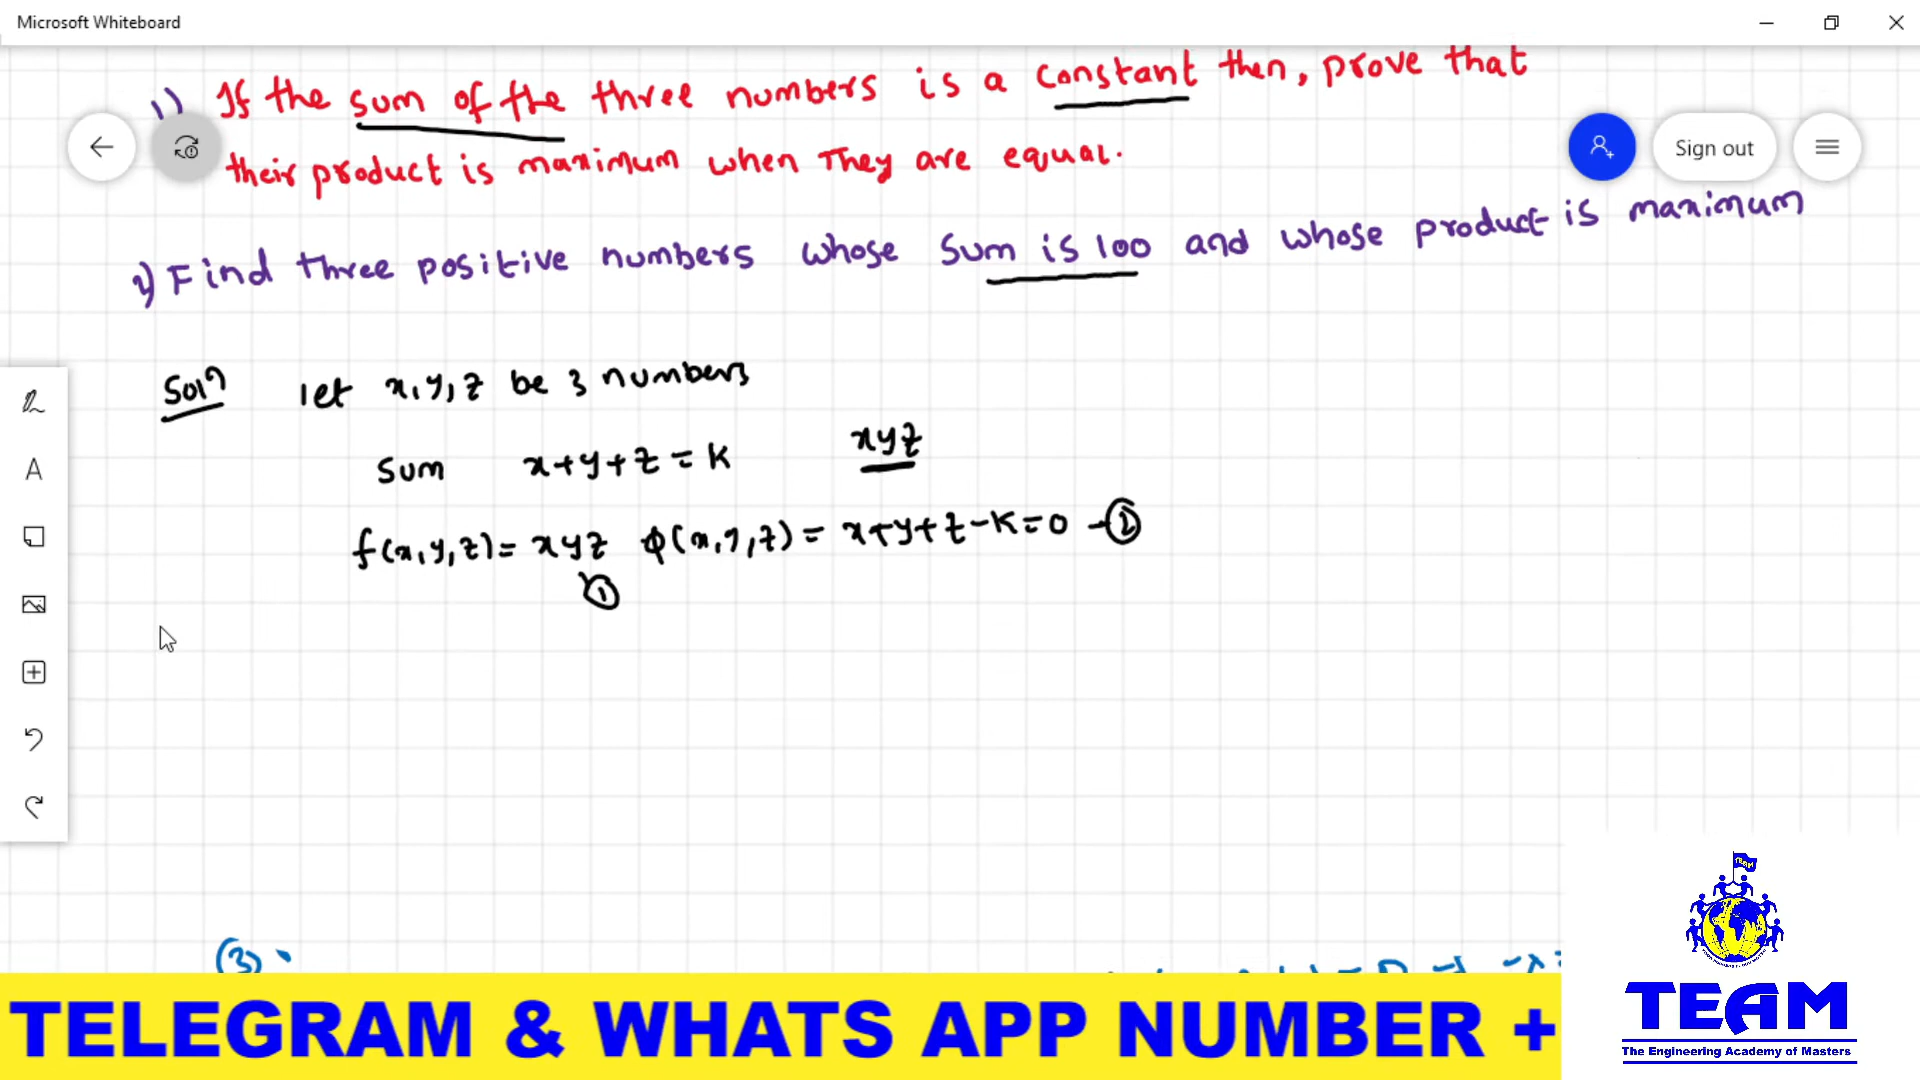 Microsoft Whiteboard
1) If the sum of the three numbers is a constant then, prove that
their product is maximum when they are equal.
Sign out
2) Find three positive numbers whose sum is 100 and whose product is maximum
Soln let x, y, z be 3 numbers
Sum x+y+z = K xyz
f(x, y, z) = xyz ϕ(x, y, z) = x+y+z-K=0 -②
①
A
(3).
TELEGRAM & WHATS APP NUMBER +
TEAM
The Engineering Academy of Masters